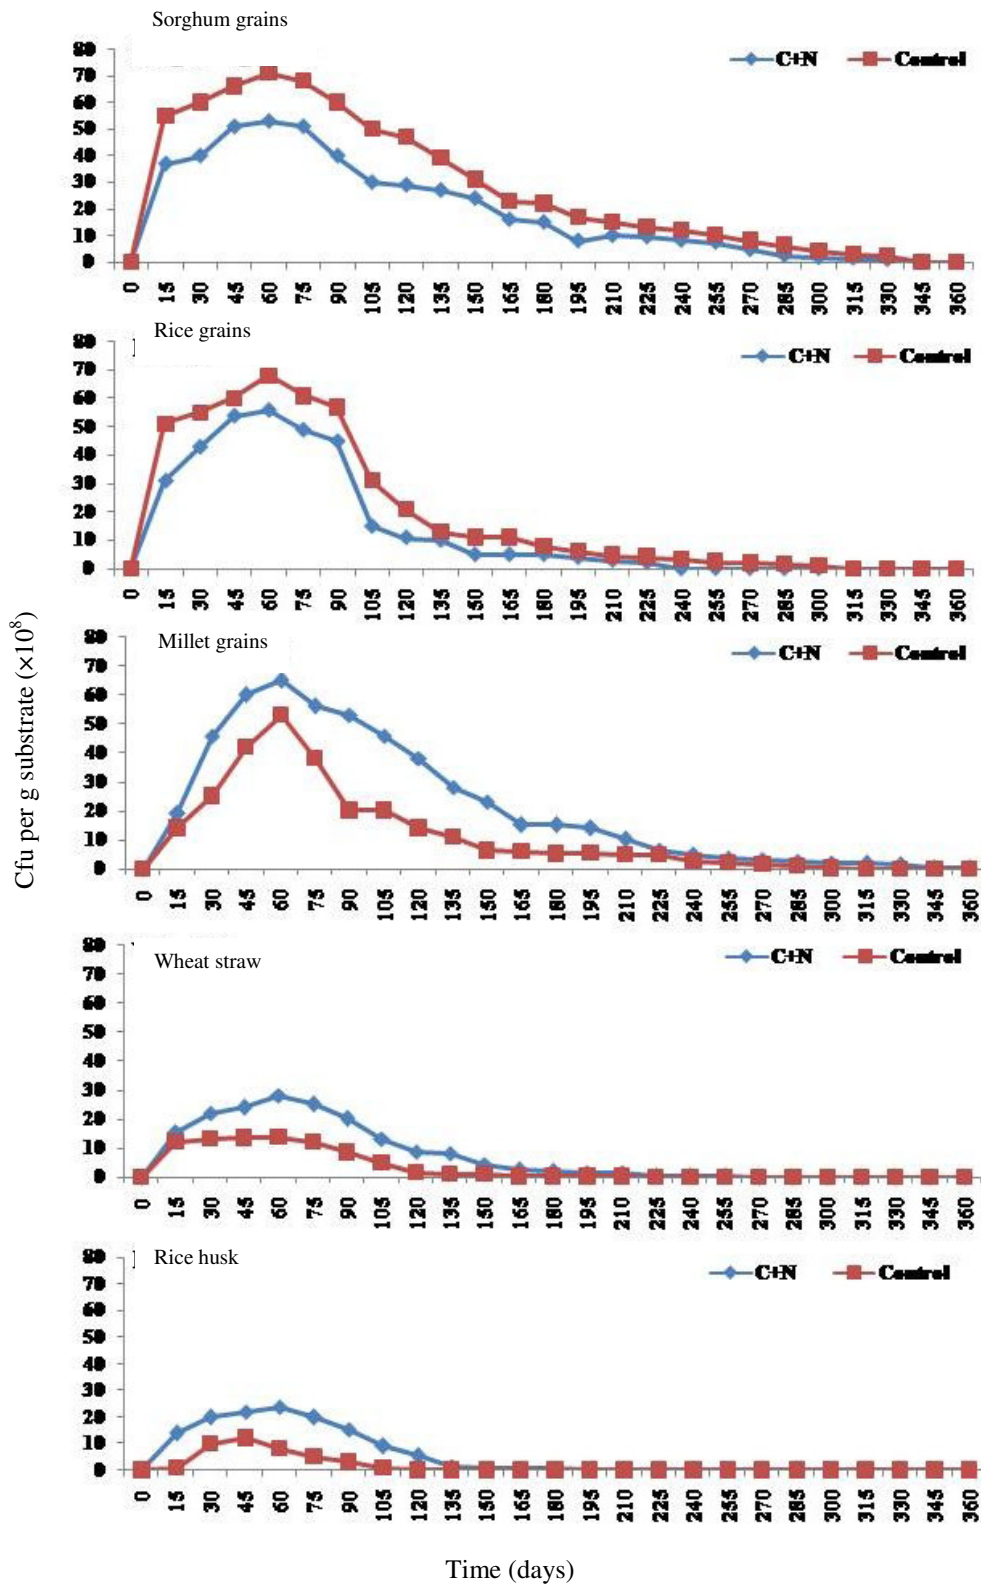 Sorghum grains
80
70
60
50
40
30
20
10
0
C+N
Control
0 15 30 45 60 75 90 105 120 135 150 165 180 195 210 225 240 255 270 285 300 315 330 345 360
Rice grains
80
70
60
50
40
30
20
10
0
C+N
Control
0 15 30 45 60 75 90 105 120 135 150 165 180 195 210 225 240 255 270 285 300 315 330 345 360
Cfu per g substrate (×10⁸)
Millet grains
80
70
60
50
40
30
20
10
0
C+N
Control
0 15 30 45 60 75 90 105 120 135 150 165 180 195 210 225 240 255 270 285 300 315 330 345 360
Wheat straw
80
70
60
50
40
30
20
10
0
C+N
Control
0 15 30 45 60 75 90 105 120 135 150 165 180 195 210 225 240 255 270 285 300 315 330 345 360
Rice husk
80
70
60
50
40
30
20
10
0
C+N
Control
0 15 30 45 60 75 90 105 120 135 150 165 180 195 210 225 240 255 270 285 300 315 330 345 360
Time (days)